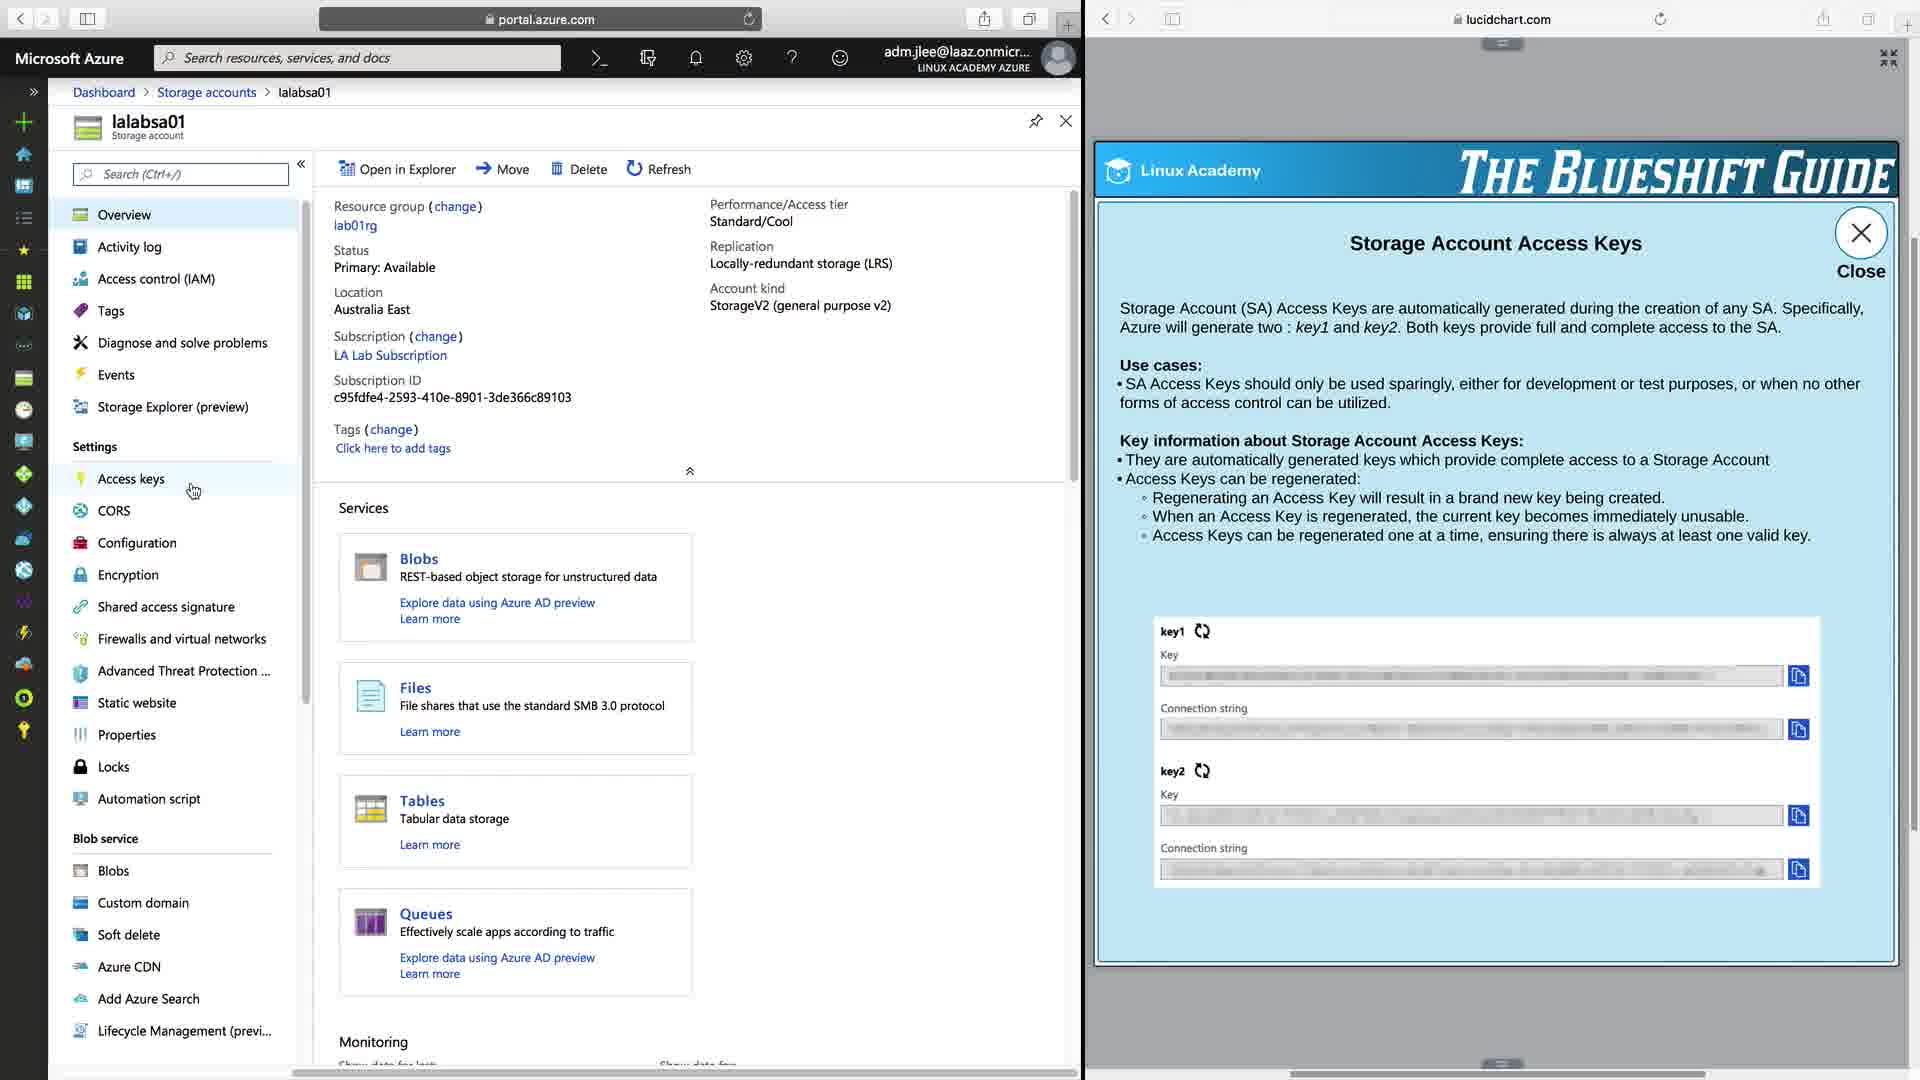 portal.azure.com
lucidchart.com
Microsoft Azure
Search resources, services, and docs
adm.jlee@laaz.onmicr...
LINUX ACADEMY AZURE
Dashboard > Storage accounts > lalabsa01
lalabsa01
Storage account
Search (Ctrl+/)
Overview
Activity log
Access control (IAM)
Tags
Diagnose and solve problems
Events
Storage Explorer (preview)
Settings
Access keys
CORS
Configuration
Encryption
Shared access signature
Firewalls and virtual networks
Advanced Threat Protection ...
Static website
Properties
Locks
Automation script
Blob service
Blobs
Custom domain
Soft delete
Azure CDN
Add Azure Search
Lifecycle Management (previ...
Open in Explorer
Move
Delete
Refresh
Resource group (change)
lab01rg
Status
Primary: Available
Location
Australia East
Subscription (change)
LA Lab Subscription
Subscription ID
c95fdfe4-2593-410e-8901-3de366c89103
Tags (change)
Click here to add tags
Performance/Access tier
Standard/Cool
Replication
Locally-redundant storage (LRS)
Account kind
StorageV2 (general purpose v2)
Services
Blobs
REST-based object storage for unstructured data
Explore data using Azure AD preview
Learn more
Files
File shares that use the standard SMB 3.0 protocol
Learn more
Tables
Tabular data storage
Learn more
Queues
Effectively scale apps according to traffic
Explore data using Azure AD preview
Learn more
Monitoring
Linux Academy
THE BLUESHIFT GUIDE
Storage Account Access Keys
Close
Storage Account (SA) Access Keys are automatically generated during the creation of any SA. Specifically,
Azure will generate two : key1 and key2. Both keys provide full and complete access to the SA.
Use cases:
• SA Access Keys should only be used sparingly, either for development or test purposes, or when no other
forms of access control can be utilized.
Key information about Storage Account Access Keys:
• They are automatically generated keys which provide complete access to a Storage Account
• Access Keys can be regenerated:
◦ Regenerating an Access Key will result in a brand new key being created.
◦ When an Access Key is regenerated, the current key becomes immediately unusable.
◦ Access Keys can be regenerated one at a time, ensuring there is always at least one valid key.
key1
Key
Connection string
key2
Key
Connection string